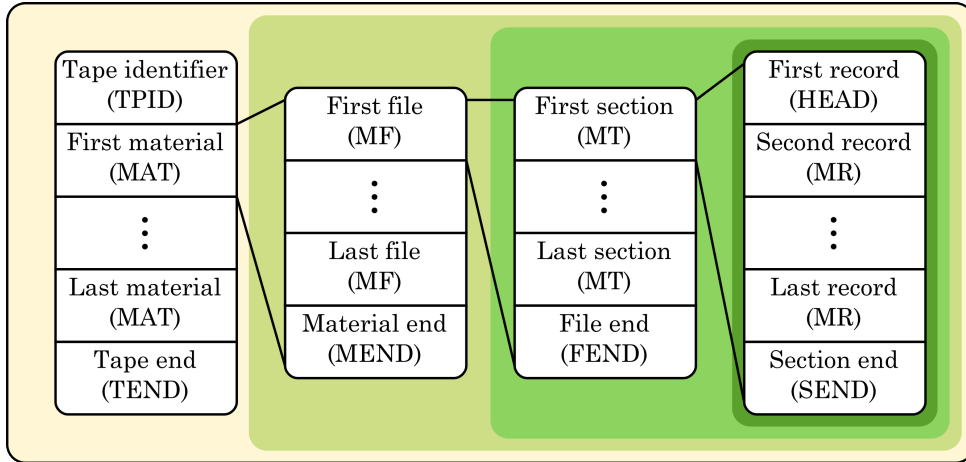 Tape identifier
(TPID)
First material
(MAT)
⋮
Last material
(MAT)
Tape end
(TEND)
First file
(MF)
⋮
Last file
(MF)
Material end
(MEND)
First section
(MT)
⋮
Last section
(MT)
File end
(FEND)
First record
(HEAD)
Second record
(MR)
⋮
Last record
(MR)
Section end
(SEND)